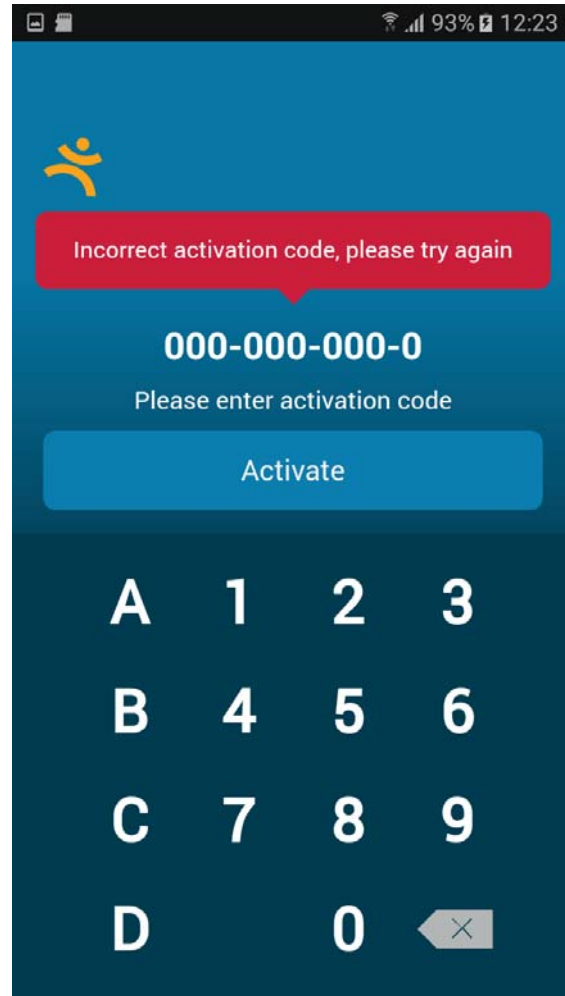 93% 12:23
Incorrect activation code, please try again
000-000-000-0
Please enter activation code
Activate
A 1 2 3
B 4 5 6
C 7 8 9
D 0